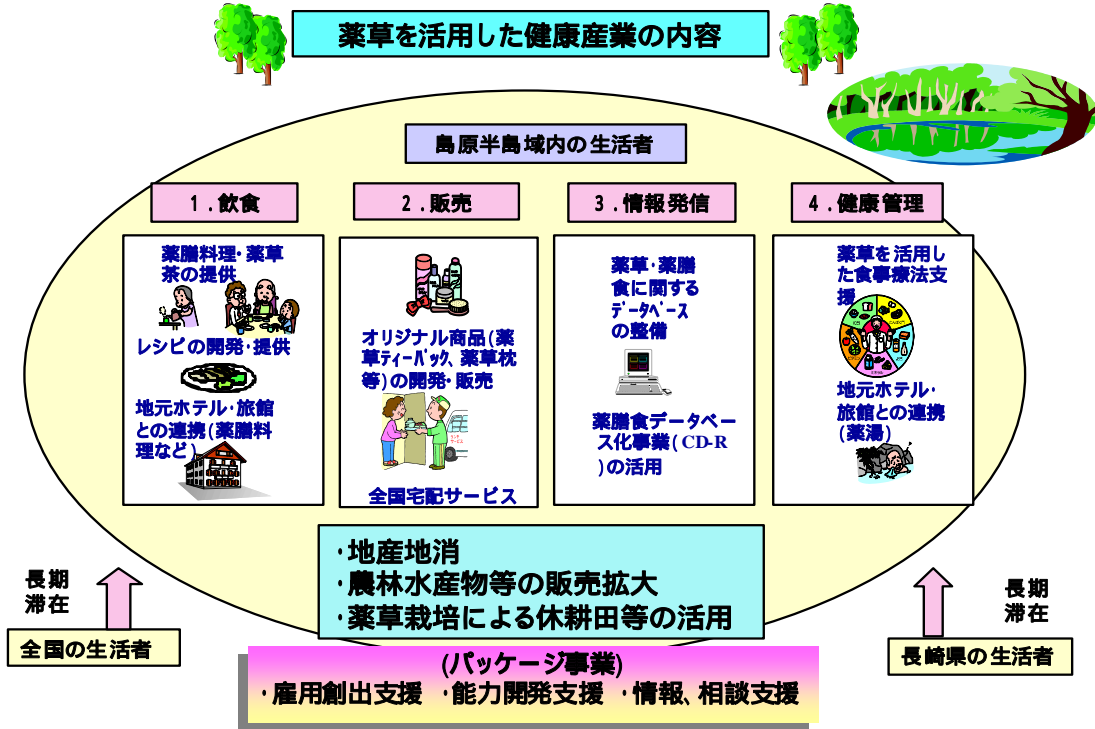 薬草を活用した健康産業の内容
島原半島域内の生活者
1.飲食
薬膳料理・薬草
茶の提供
レシピの開発・提供
地元ホテル・旅館
との連携(薬膳料
理など)
2.販売
オリジナル商品(薬
草ティーバック、薬草枕
等)の開発・販売
全国宅配サービス
3.情報発信
薬草・薬膳
食に関する
データベース
の整備
薬膳食データベー
ス化事業(CD-R
)の活用
4.健康管理
薬草を活用し
た食事療法支
援
地元ホテル・
旅館との連携
(薬湯)
・地産地消
・農林水産物等の販売拡大
・薬草栽培による休耕田等の活用
長期
滞在
全国の生活者
長期
滞在
長崎県の生活者
(パッケージ事業)
・雇用創出支援 ・能力開発支援 ・情報、相談支援